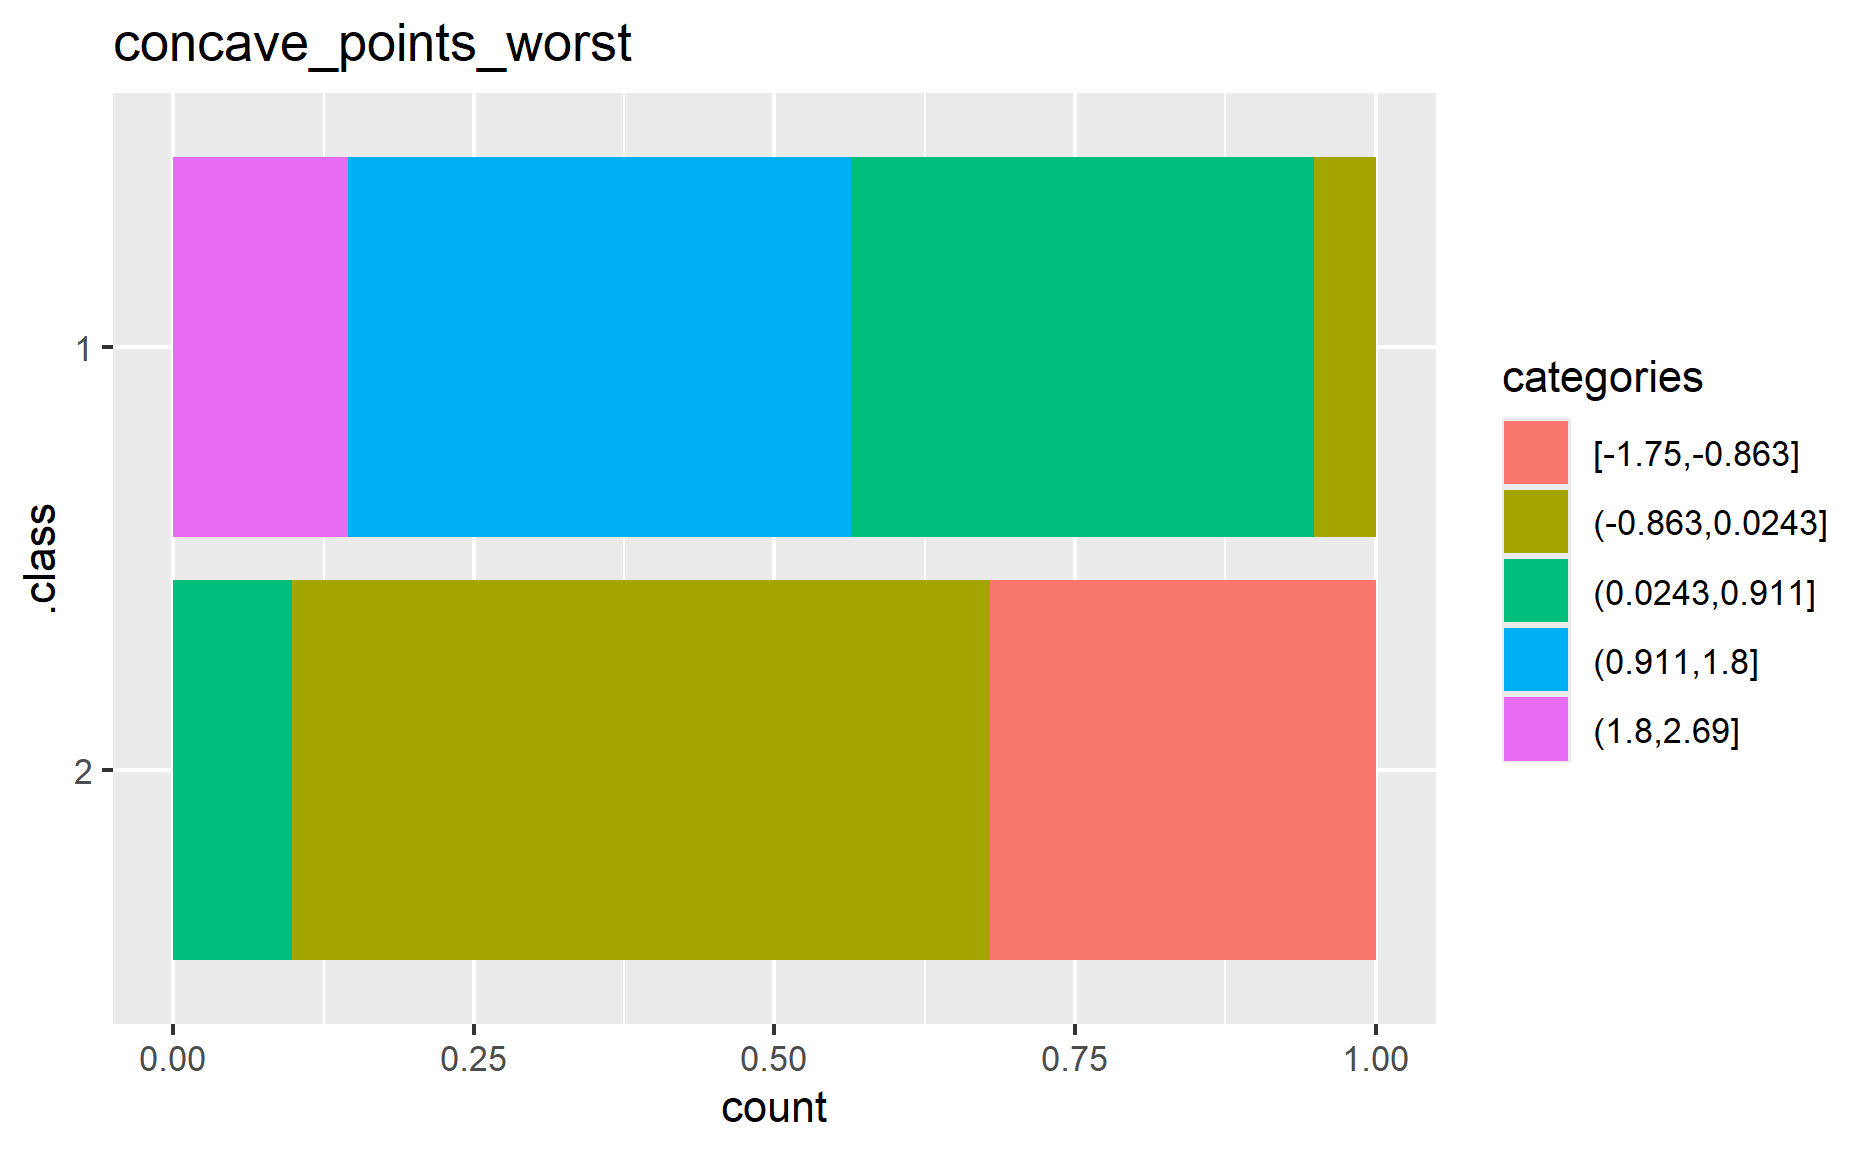 concave_points_worst
1
2
.class
0.00 0.25 0.50 0.75 1.00
count
categories
[-1.75,-0.863]
(-0.863,0.0243]
(0.0243,0.911]
(0.911,1.8]
(1.8,2.69]